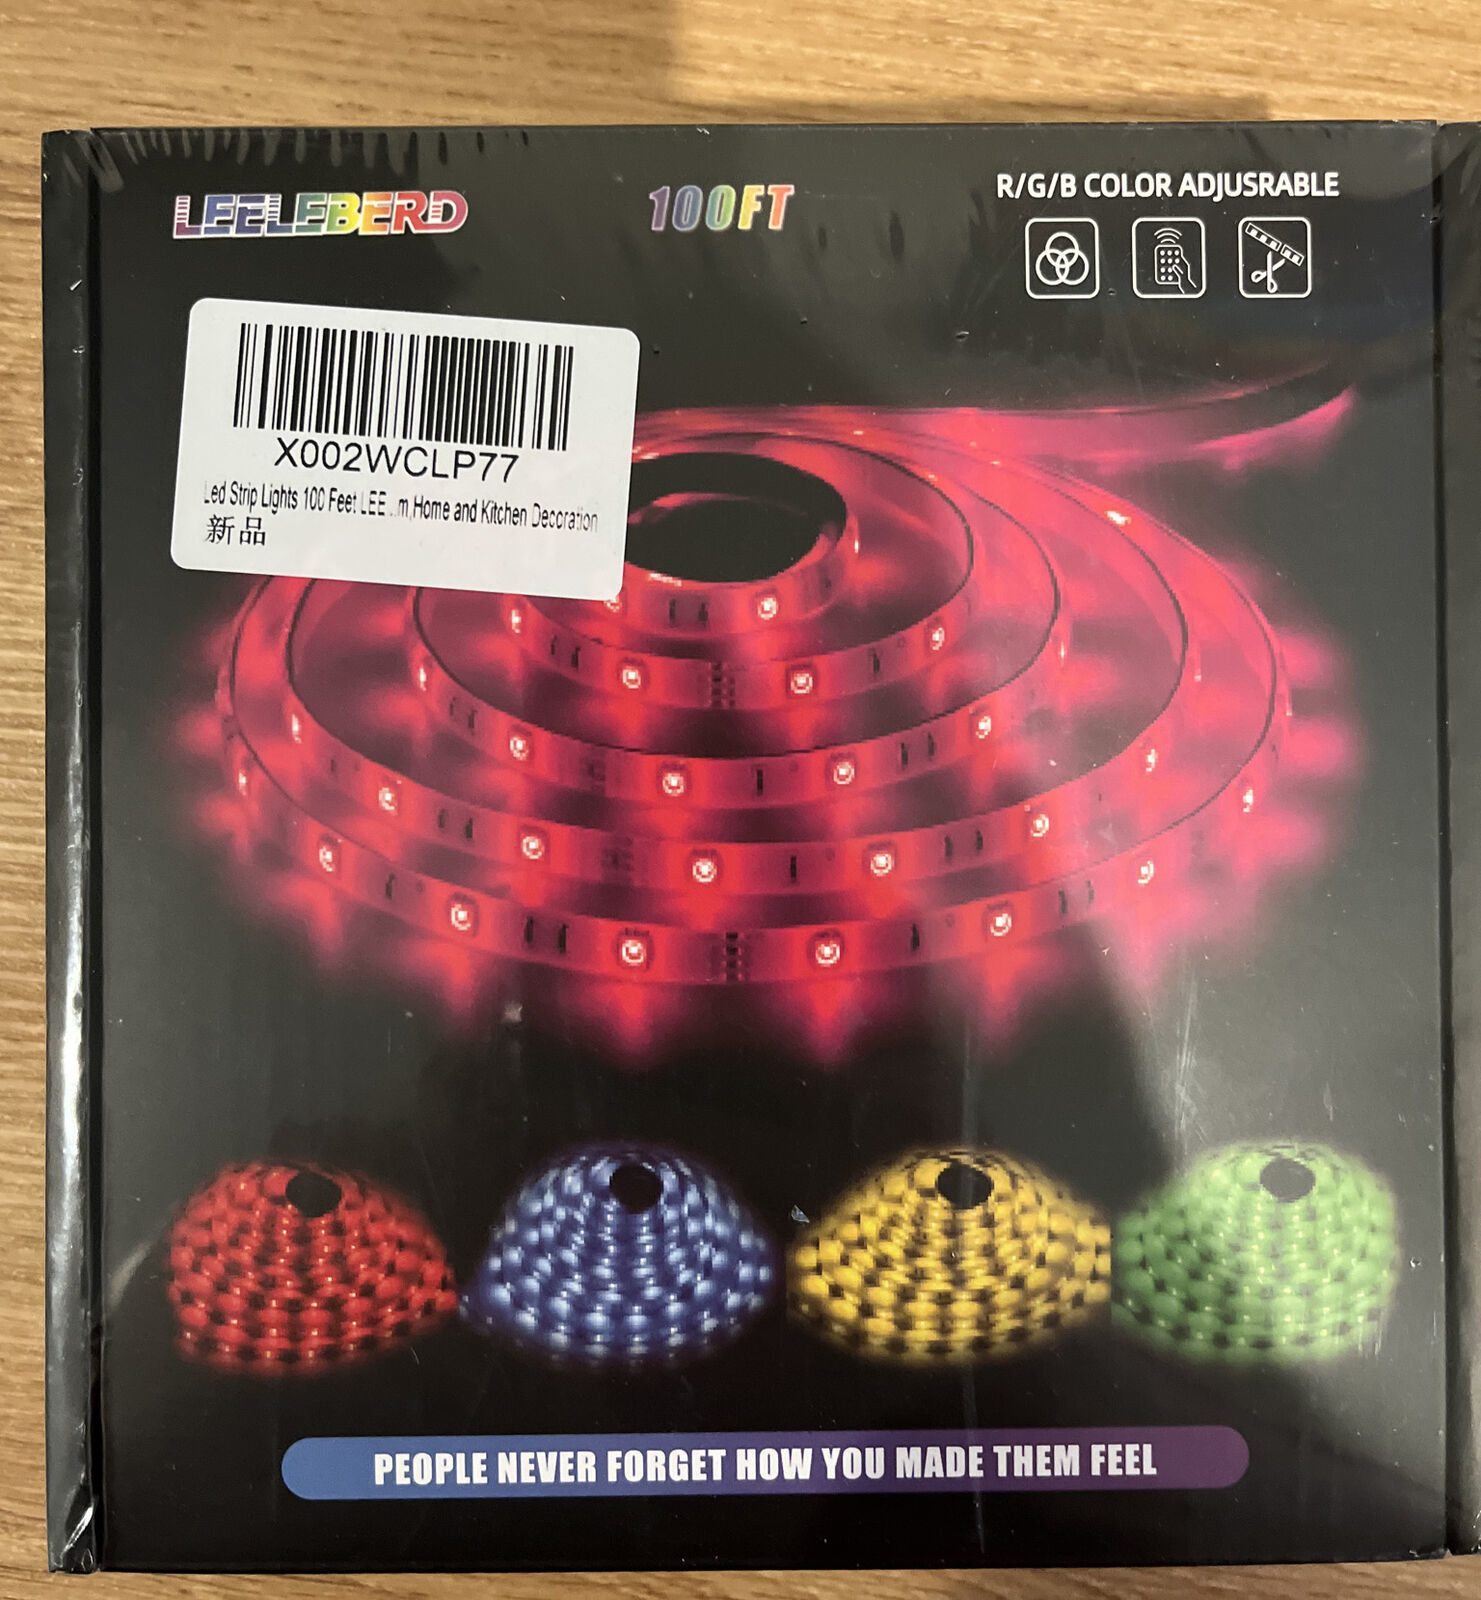 LEELEBERD
100FT
R/G/B COLOR ADJUSRABLE
X002WCLP77
Led Strip Lights 100 Feet LEE...m,Home and Kitchen Decoration
新品
PEOPLE NEVER FORGET HOW YOU MADE THEM FEEL